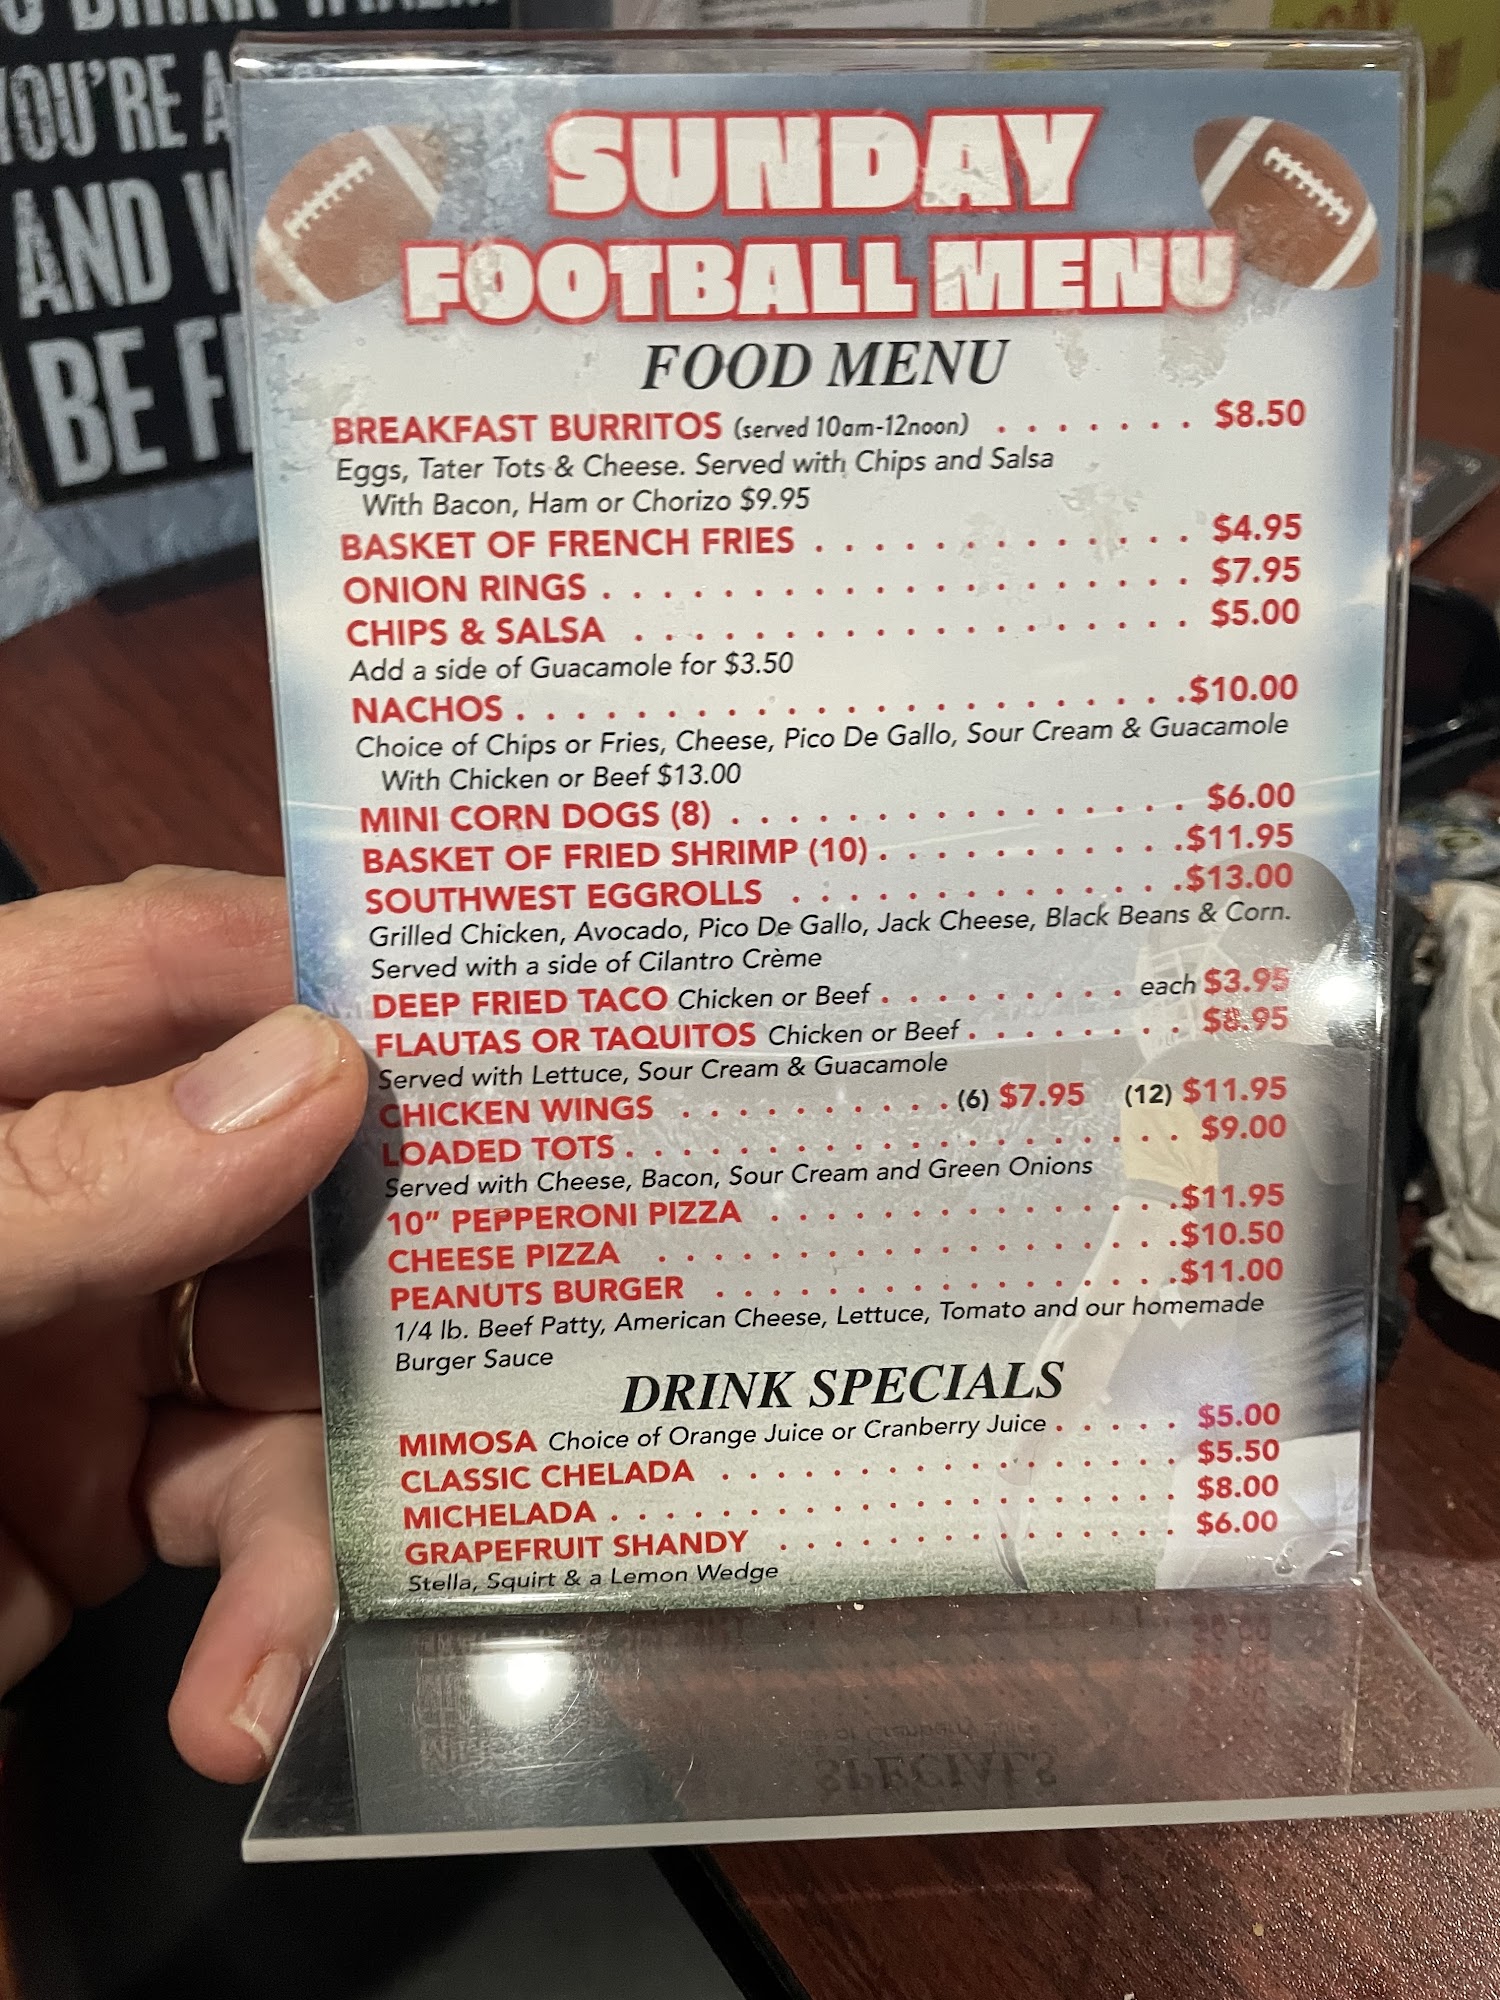 YOU'RE A
AND W
BE F
SUNDAY
FOOTBALL MENU
FOOD MENU
BREAKFAST BURRITOS (served 10am-12noon) . . . . . . . $8.50
Eggs, Tater Tots & Cheese. Served with Chips and Salsa
With Bacon, Ham or Chorizo $9.95
BASKET OF FRENCH FRIES . . . . . . . . . . . . . $4.95
ONION RINGS . . . . . . . . . . . . . . . . . . . $7.95
CHIPS & SALSA . . . . . . . . . . . . . . . . . . $5.00
Add a side of Guacamole for $3.50
NACHOS . . . . . . . . . . . . . . . . . . . . . . . $10.00
Choice of Chips or Fries, Cheese, Pico De Gallo, Sour Cream & Guacamole
With Chicken or Beef $13.00
MINI CORN DOGS (8) . . . . . . . . . . . . . . . . $6.00
BASKET OF FRIED SHRIMP (10) . . . . . . . . . . . $11.95
SOUTHWEST EGGROLLS . . . . . . . . . . . . . . $13.00
Grilled Chicken, Avocado, Pico De Gallo, Jack Cheese, Black Beans & Corn.
Served with a side of Cilantro Crème
DEEP FRIED TACO Chicken or Beef . . . . . . . . . each $3.95
FLAUTAS OR TAQUITOS Chicken or Beef . . . . . . . . $8.95
Served with Lettuce, Sour Cream & Guacamole
CHICKEN WINGS . . . . . . . . . . (6) $7.95 (12) $11.95
LOADED TOTS . . . . . . . . . . . . . . . . . . . . $9.00
Served with Cheese, Bacon, Sour Cream and Green Onions
10" PEPPERONI PIZZA . . . . . . . . . . . . . . . $11.95
CHEESE PIZZA . . . . . . . . . . . . . . . . . . . $10.50
PEANUTS BURGER . . . . . . . . . . . . . . . . . $11.00
1/4 lb. Beef Patty, American Cheese, Lettuce, Tomato and our homemade
Burger Sauce
DRINK SPECIALS
MIMOSA Choice of Orange Juice or Cranberry Juice . . . . . $5.00
CLASSIC CHELADA . . . . . . . . . . . . . . . . . $5.50
MICHELADA . . . . . . . . . . . . . . . . . . . . . $8.00
GRAPEFRUIT SHANDY . . . . . . . . . . . . . . . $6.00
Stella, Squirt & a Lemon Wedge